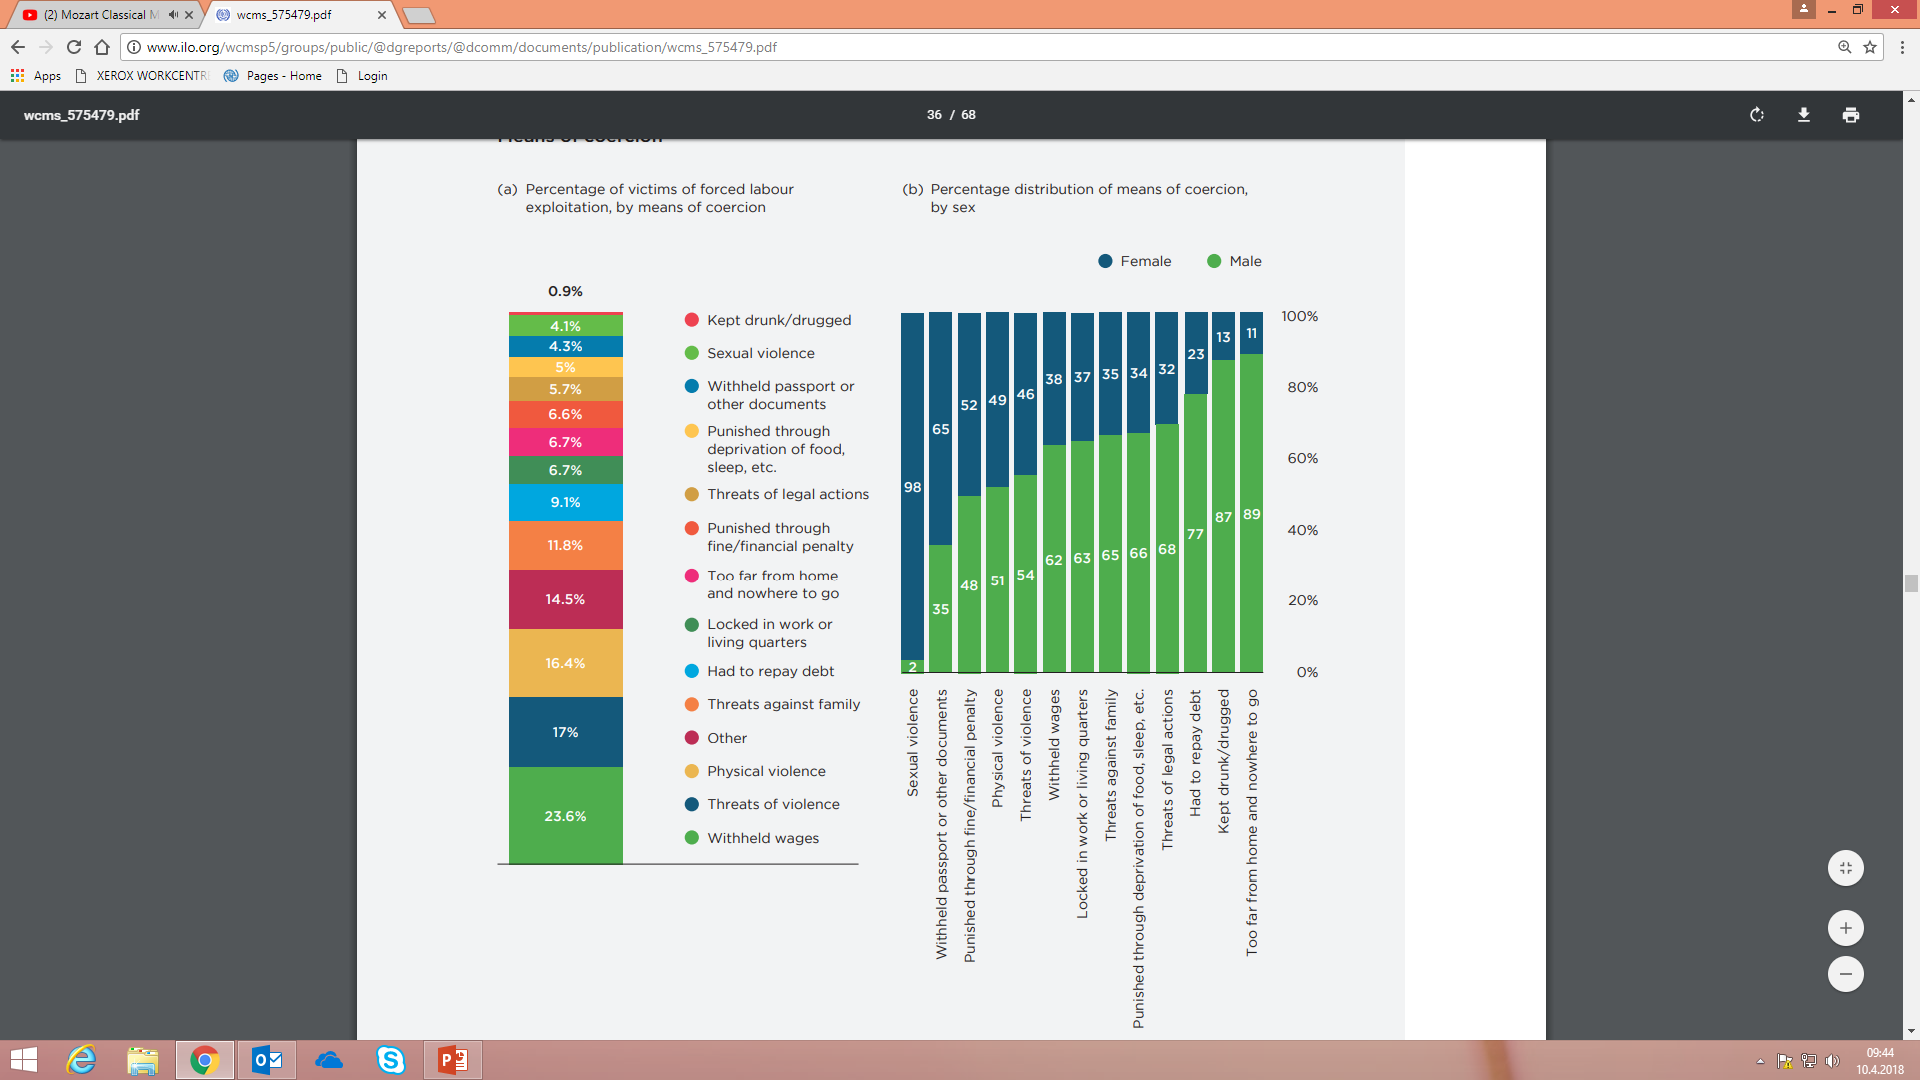 (2) Mozart Classical M
wcms_575479.pdf
www.ilo.org/wcmsp5/groups/public/@dgreports/@dcomm/documents/publication/wcms_575479.pdf
Apps
XEROX WORKCENTR
Pages - Home
Login
wcms_575479.pdf
36 / 68
Means of coercion
(a) Percentage of victims of forced labour
exploitation, by means of coercion
0.9%
4.1%
4.3%
5%
5.7%
6.6%
6.7%
6.7%
9.1%
11.8%
14.5%
16.4%
17%
23.6%
Kept drunk/drugged
Sexual violence
Withheld passport or
other documents
Punished through
deprivation of food,
sleep, etc.
Threats of legal actions
Punished through
fine/financial penalty
Too far from home
and nowhere to go
Locked in work or
living quarters
Had to repay debt
Threats against family
Other
Physical violence
Threats of violence
Withheld wages
(b) Percentage distribution of means of coercion,
by sex
Female
Male
100%
80%
60%
40%
20%
0%
98
65
52
49
46
38
37
35
34
32
23
13
11
2
35
48
51
54
62
63
65
66
68
77
87
89
Sexual violence
Withheld passport or other documents
Punished through fine/financial penalty
Physical violence
Threats of violence
Withheld wages
Locked in work or living quarters
Threats against family
Punished through deprivation of food, sleep, etc.
Threats of legal actions
Had to repay debt
Kept drunk/drugged
Too far from home and nowhere to go
09:44
10.4.2018